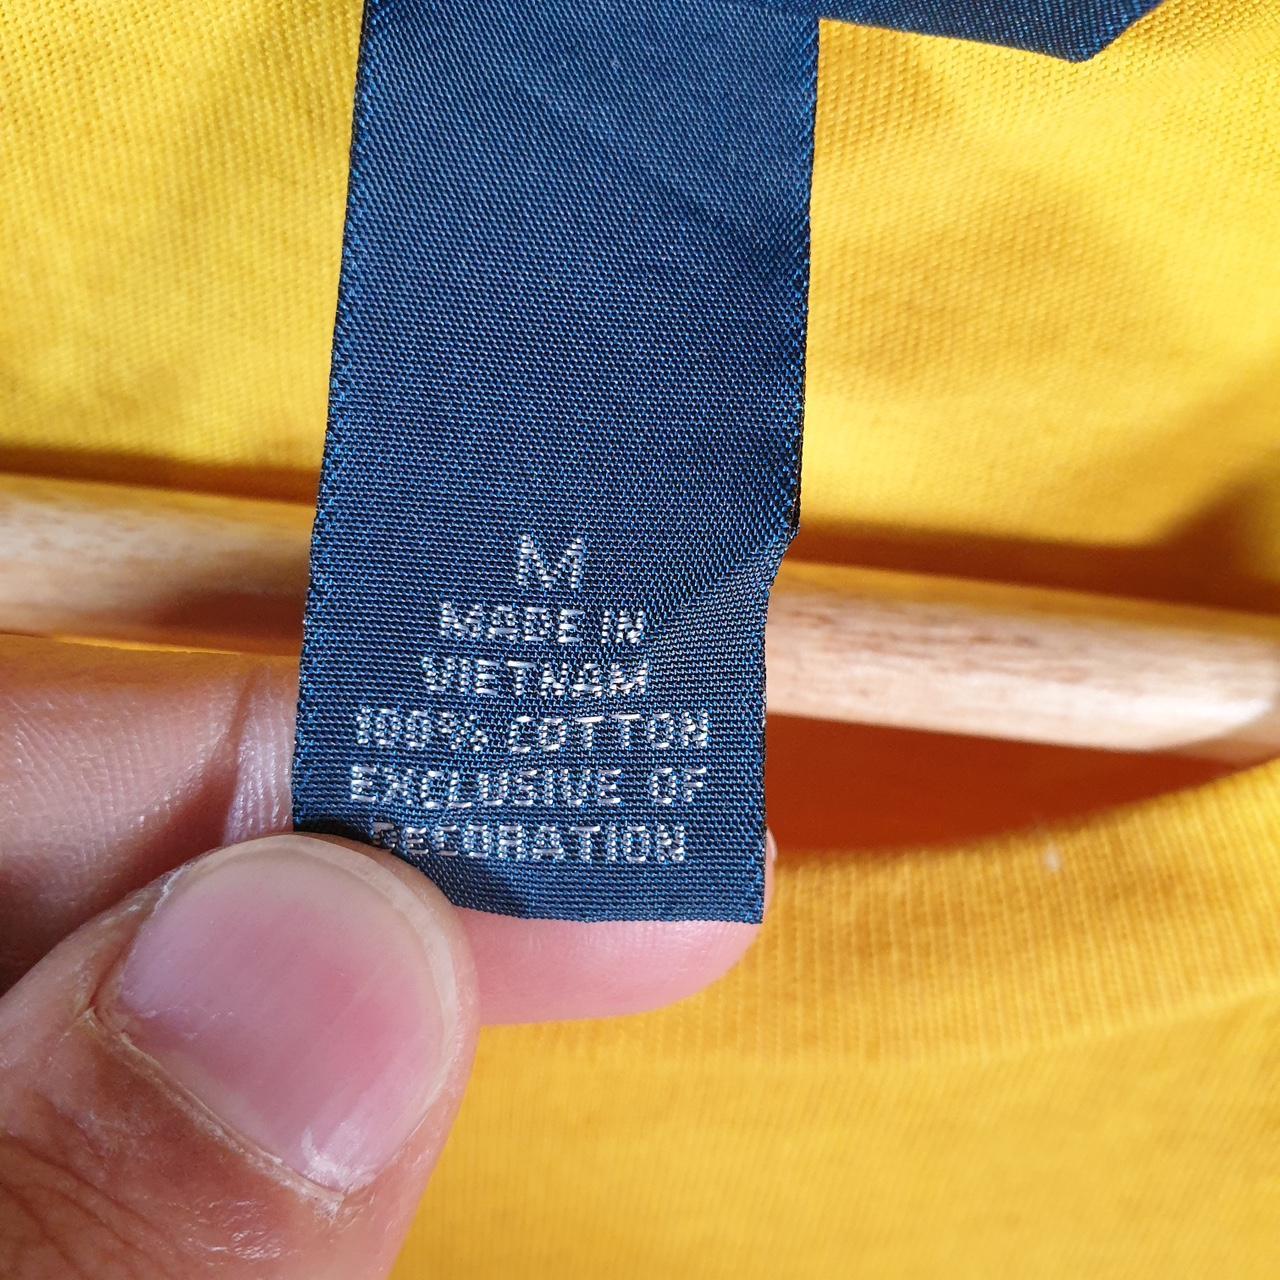 M
MADE IN
VIETNAM
100% COTTON
EXCLUSIVE OF
DECORATION